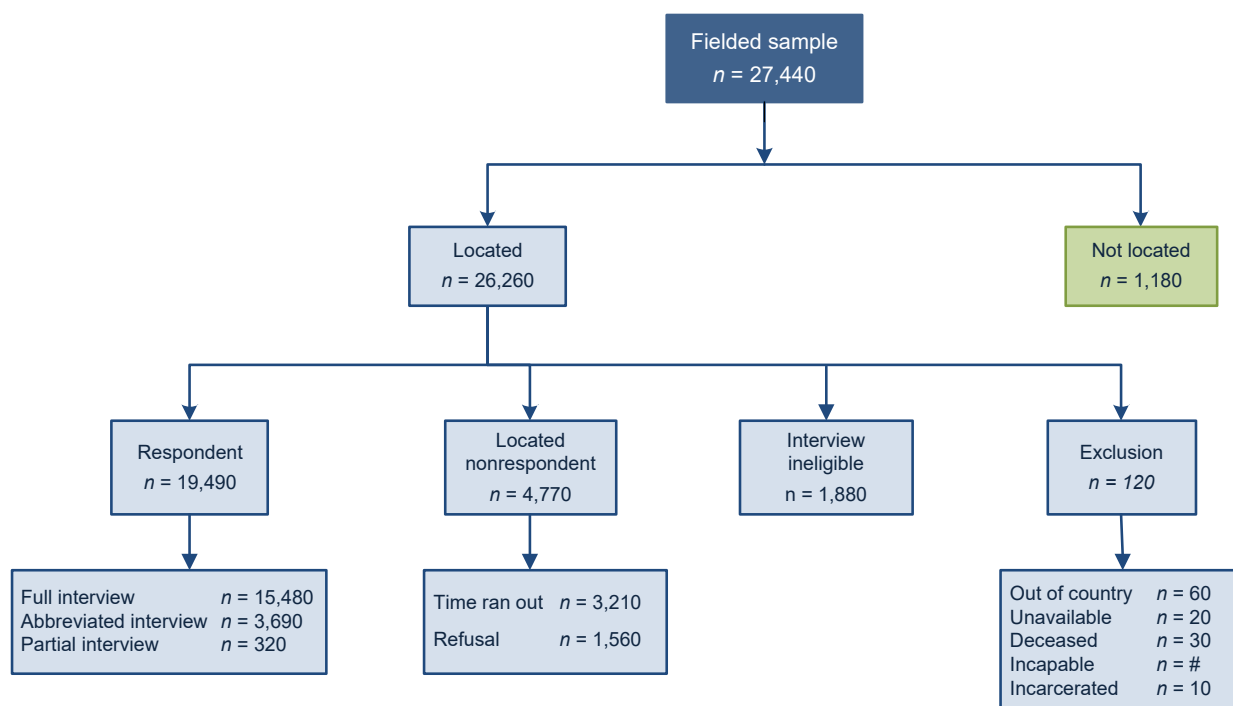 Fielded sample
n = 27,440
Located
n = 26,260
Not located
n = 1,180
Respondent
n = 19,490
Located
nonrespondent
n = 4,770
Interview
ineligible
n = 1,880
Exclusion
n = 120
Full interview n = 15,480
Abbreviated interview n = 3,690
Partial interview n = 320
Time ran out n = 3,210
Refusal n = 1,560
Out of country n = 60
Unavailable n = 20
Deceased n = 30
Incapable n = #
Incarcerated n = 10